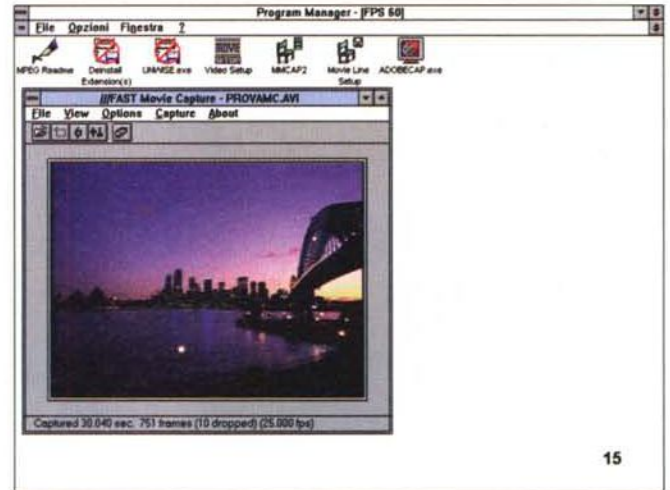 Program Manager - [FPS 60]
File Opzioni Finestra ?
MPEG Readme
Deinstall Extension(s)
UNWISE.exe
MOVIE
Video Setup
MMCAP2
Movie Line Setup
ADOBECAP.exe
///FAST Movie Capture - PROVAMC.AVI
File View Options Capture About
Captured 30.040 sec. 751 frames (10 dropped) (25.000 fps)
15